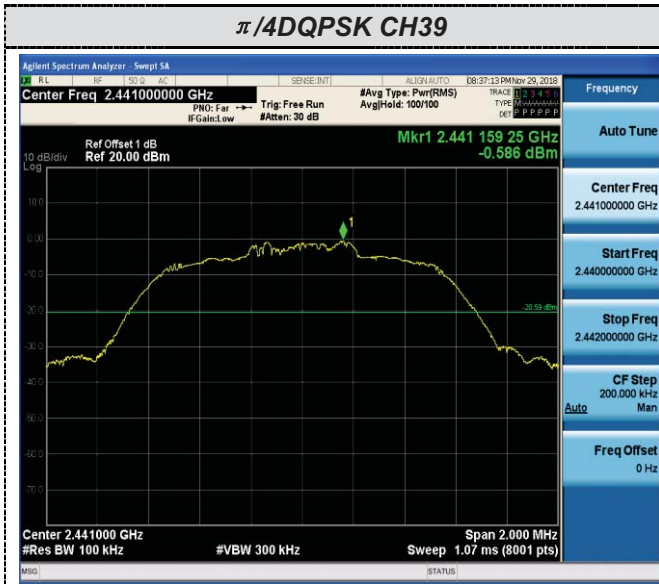 π/4DQPSK CH39
Agilent Spectrum Analyzer - Swept SA
RL RF 50 Ω AC SENSE:INT ALIGN AUTO 08:37:13 PM Nov 29, 2018
Center Freq 2.441000000 GHz
PNO: Far
IFGain:Low
Trig: Free Run
#Atten: 30 dB
#Avg Type: Pwr(RMS)
Avg|Hold: 100/100
TRACE 1 2 3 4 5 6
TYPE M
DET P P P P P P
Mkr1 2.441 159 25 GHz
-0.586 dBm
Ref Offset 1 dB
10 dB/div Ref 20.00 dBm
Log
10.0
0.00
-10.0
-20.0
-30.0
-40.0
-50.0
-60.0
-70.0
1
-20.59 dBm
Center 2.441000 GHz
#Res BW 100 kHz
#VBW 300 kHz
Span 2.000 MHz
Sweep 1.07 ms (8001 pts)
MSG
STATUS
Frequency
Auto Tune
Center Freq
2.441000000 GHz
Start Freq
2.440000000 GHz
Stop Freq
2.442000000 GHz
CF Step
200.000 kHz
Auto Man
Freq Offset
0 Hz